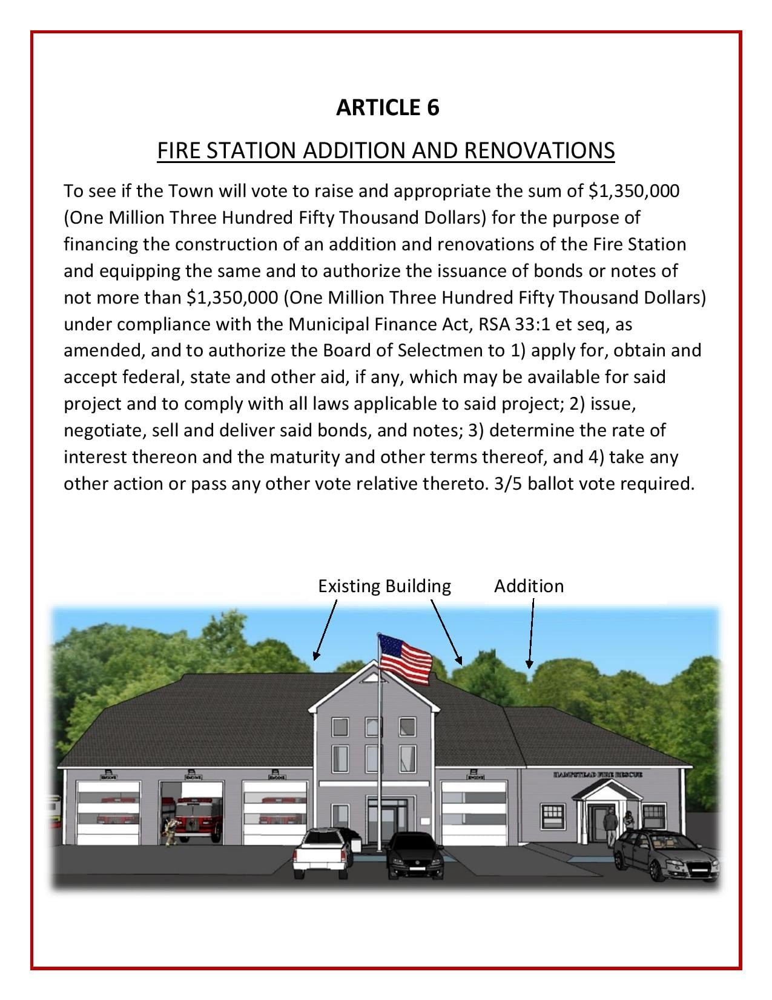 ARTICLE 6
FIRE STATION ADDITION AND RENOVATIONS
To see if the Town will vote to raise and appropriate the sum of $1,350,000
(One Million Three Hundred Fifty Thousand Dollars) for the purpose of
financing the construction of an addition and renovations of the Fire Station
and equipping the same and to authorize the issuance of bonds or notes of
not more than $1,350,000 (One Million Three Hundred Fifty Thousand Dollars)
under compliance with the Municipal Finance Act, RSA 33:1 et seq, as
amended, and to authorize the Board of Selectmen to 1) apply for, obtain and
accept federal, state and other aid, if any, which may be available for said
project and to comply with all laws applicable to said project; 2) issue,
negotiate, sell and deliver said bonds, and notes; 3) determine the rate of
interest thereon and the maturity and other terms thereof, and 4) take any
other action or pass any other vote relative thereto. 3/5 ballot vote required.
Existing Building Addition
HAMPSTEAD FIRE RESCUE
ENGINE ENGINE ENGINE ENGINE